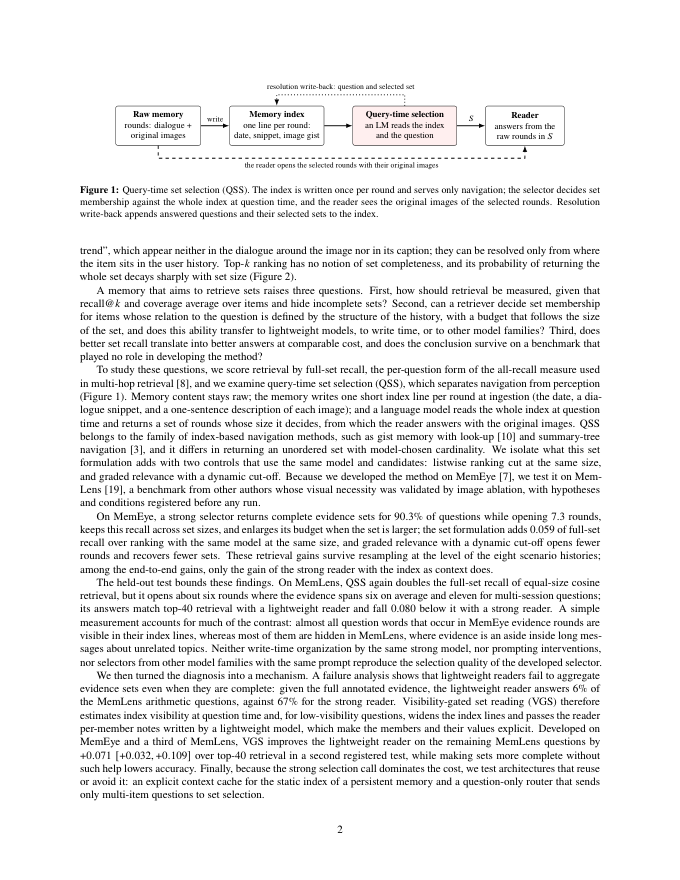 resolution write-back: question and selected set
Raw memory
rounds: dialogue +
original images
write
Memory index
one line per round:
date, snippet, image gist
Query-time selection
an LM reads the index
and the question
S
Reader
answers from the
raw rounds in S
the reader opens the selected rounds with their original images
Figure 1: Query-time set selection (QSS). The index is written once per round and serves only navigation; the selector decides set
membership against the whole index at question time, and the reader sees the original images of the selected rounds. Resolution
write-back appends answered questions and their selected sets to the index.
trend”, which appear neither in the dialogue around the image nor in its caption; they can be resolved only from where
the item sits in the user history. Top-k ranking has no notion of set completeness, and its probability of returning the
whole set decays sharply with set size (Figure 2).
A memory that aims to retrieve sets raises three questions. First, how should retrieval be measured, given that
recall@k and coverage average over items and hide incomplete sets? Second, can a retriever decide set membership
for items whose relation to the question is defined by the structure of the history, with a budget that follows the size
of the set, and does this ability transfer to lightweight models, to write time, or to other model families? Third, does
better set recall translate into better answers at comparable cost, and does the conclusion survive on a benchmark that
played no role in developing the method?
To study these questions, we score retrieval by full-set recall, the per-question form of the all-recall measure used
in multi-hop retrieval [8], and we examine query-time set selection (QSS), which separates navigation from perception
(Figure 1). Memory content stays raw; the memory writes one short index line per round at ingestion (the date, a dia-
logue snippet, and a one-sentence description of each image); and a language model reads the whole index at question
time and returns a set of rounds whose size it decides, from which the reader answers with the original images. QSS
belongs to the family of index-based navigation methods, such as gist memory with look-up [10] and summary-tree
navigation [3], and it differs in returning an unordered set with model-chosen cardinality. We isolate what this set
formulation adds with two controls that use the same model and candidates: listwise ranking cut at the same size,
and graded relevance with a dynamic cut-off. Because we developed the method on MemEye [7], we test it on Mem-
Lens [19], a benchmark from other authors whose visual necessity was validated by image ablation, with hypotheses
and conditions registered before any run.
On MemEye, a strong selector returns complete evidence sets for 90.3% of questions while opening 7.3 rounds,
keeps this recall across set sizes, and enlarges its budget when the set is larger; the set formulation adds 0.059 of full-set
recall over ranking with the same model at the same size, and graded relevance with a dynamic cut-off opens fewer
rounds and recovers fewer sets. These retrieval gains survive resampling at the level of the eight scenario histories;
among the end-to-end gains, only the gain of the strong reader with the index as context does.
The held-out test bounds these findings. On MemLens, QSS again doubles the full-set recall of equal-size cosine
retrieval, but it opens about six rounds where the evidence spans six on average and eleven for multi-session questions;
its answers match top-40 retrieval with a lightweight reader and fall 0.080 below it with a strong reader. A simple
measurement accounts for much of the contrast: almost all question words that occur in MemEye evidence rounds are
visible in their index lines, whereas most of them are hidden in MemLens, where evidence is an aside inside long mes-
sages about unrelated topics. Neither write-time organization by the same strong model, nor prompting interventions,
nor selectors from other model families with the same prompt reproduce the selection quality of the developed selector.
We then turned the diagnosis into a mechanism. A failure analysis shows that lightweight readers fail to aggregate
evidence sets even when they are complete: given the full annotated evidence, the lightweight reader answers 6% of
the MemLens arithmetic questions, against 67% for the strong reader. Visibility-gated set reading (VGS) therefore
estimates index visibility at question time and, for low-visibility questions, widens the index lines and passes the reader
per-member notes written by a lightweight model, which make the members and their values explicit. Developed on
MemEye and a third of MemLens, VGS improves the lightweight reader on the remaining MemLens questions by
+0.071 [+0.032, +0.109] over top-40 retrieval in a second registered test, while making sets more complete without
such help lowers accuracy. Finally, because the strong selection call dominates the cost, we test architectures that reuse
or avoid it: an explicit context cache for the static index of a persistent memory and a question-only router that sends
only multi-item questions to set selection.
2